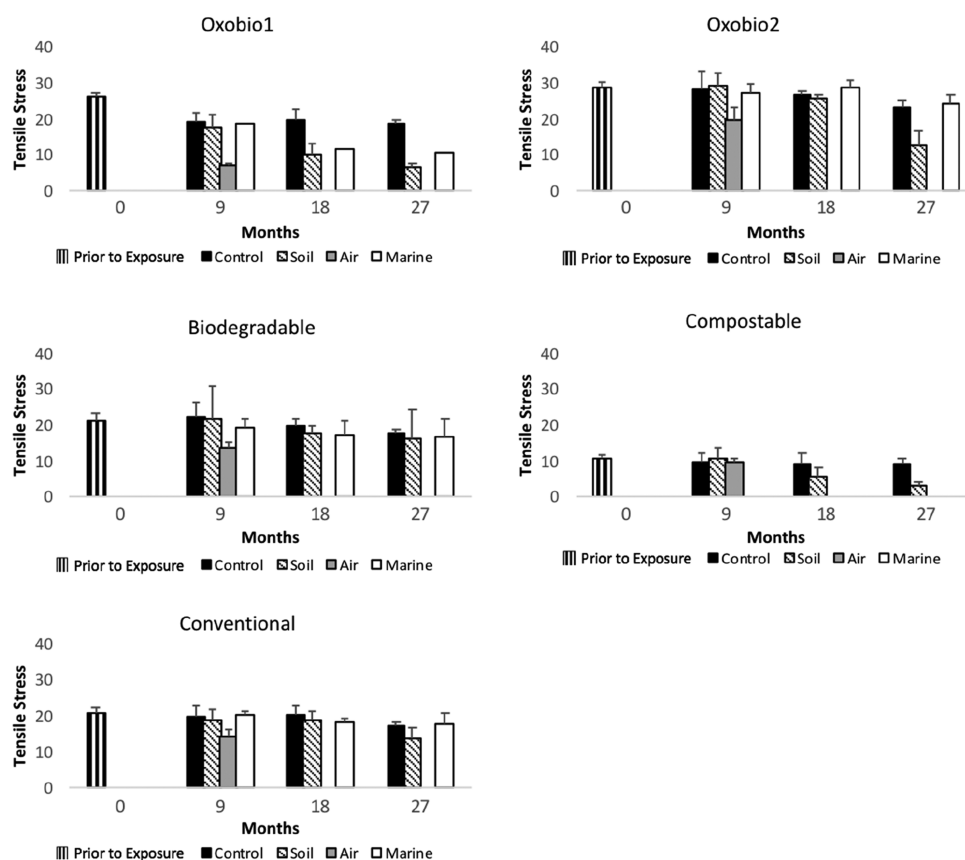 Oxobio1
40
30
20
10
0
Tensile Stress
0 9 18 27
Months
Prior to Exposure Control Soil Air Marine
Oxobio2
40
30
20
10
0
Tensile Stress
0 9 18 27
Months
Prior to Exposure Control Soil Air Marine
Biodegradable
40
30
20
10
0
Tensile Stress
0 9 18 27
Months
Prior to Exposure Control Soil Air Marine
Compostable
40
30
20
10
0
Tensile Stress
0 9 18 27
Months
Prior to Exposure Control Soil Air Marine
Conventional
40
30
20
10
0
Tensile Stress
0 9 18 27
Months
Prior to Exposure Control Soil Air Marine